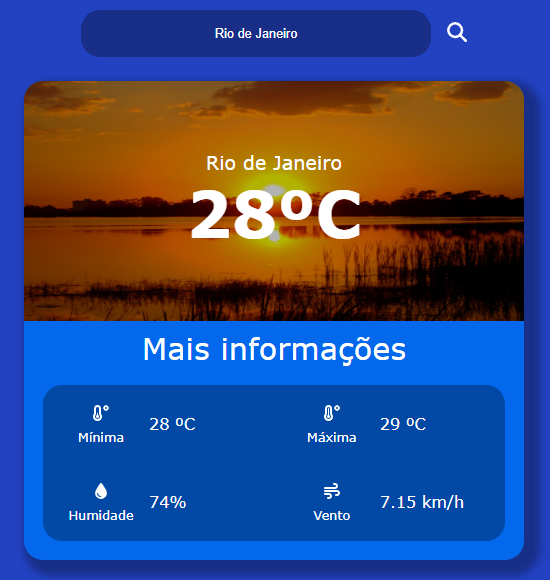 Rio de Janeiro
Rio de Janeiro
28ºC
Mais informações
Mínima 28 ºC
Máxima 29 ºC
Humidade 74%
Vento 7.15 km/h